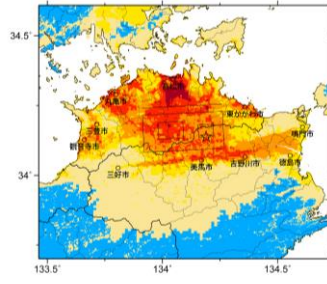 34.5°
丸亀市
東かがわ市
三豊市
鳴門市
観音寺市
徳島市
吉野川市
美馬市
三好市
34°
133.5° 134° 134.5°